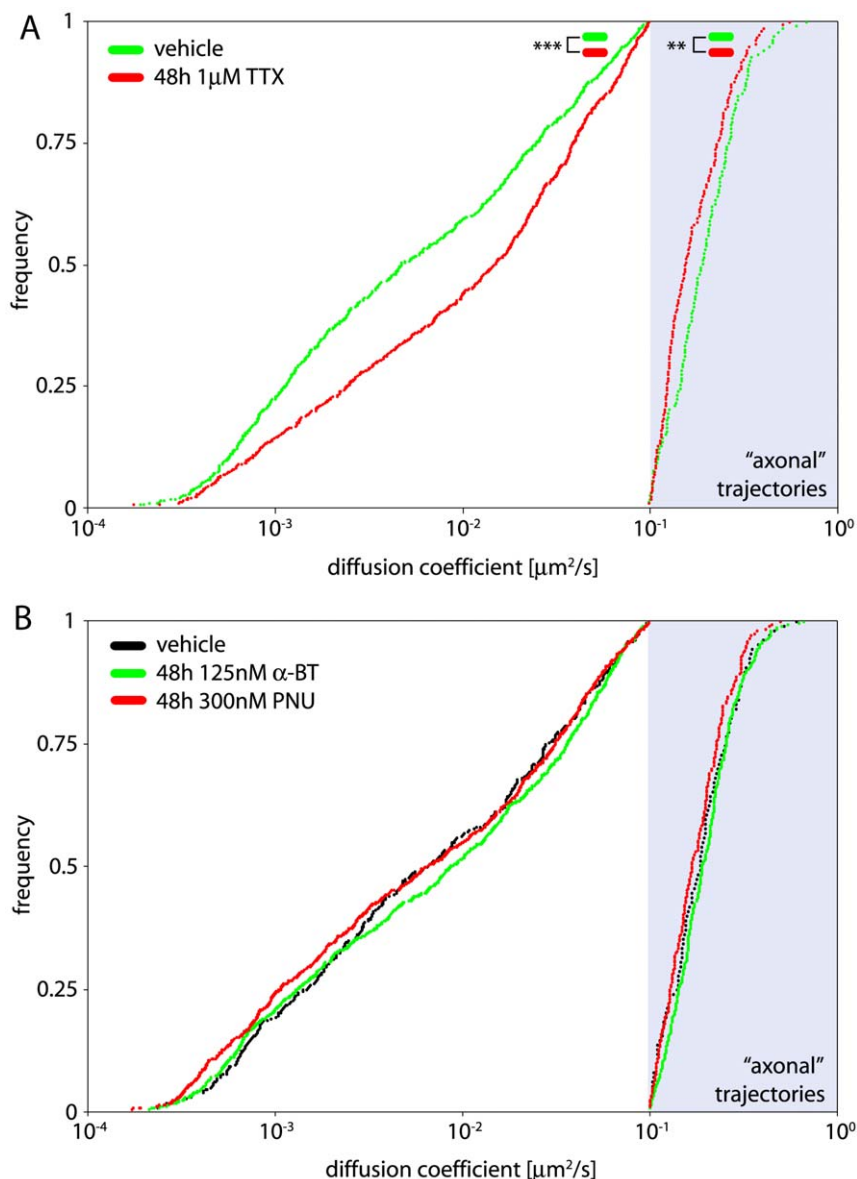 A
vehicle
48h 1μM TTX
***
**
1
0.75
0.5
0.25
0
frequency
"axonal"
trajectories
10⁻⁴ 10⁻³ 10⁻² 10⁻¹ 10⁰
diffusion coefficient [μm²/s]
B
vehicle
48h 125nM α-BT
48h 300nM PNU
1
0.75
0.5
0.25
0
frequency
"axonal"
trajectories
10⁻⁴ 10⁻³ 10⁻² 10⁻¹ 10⁰
diffusion coefficient [μm²/s]